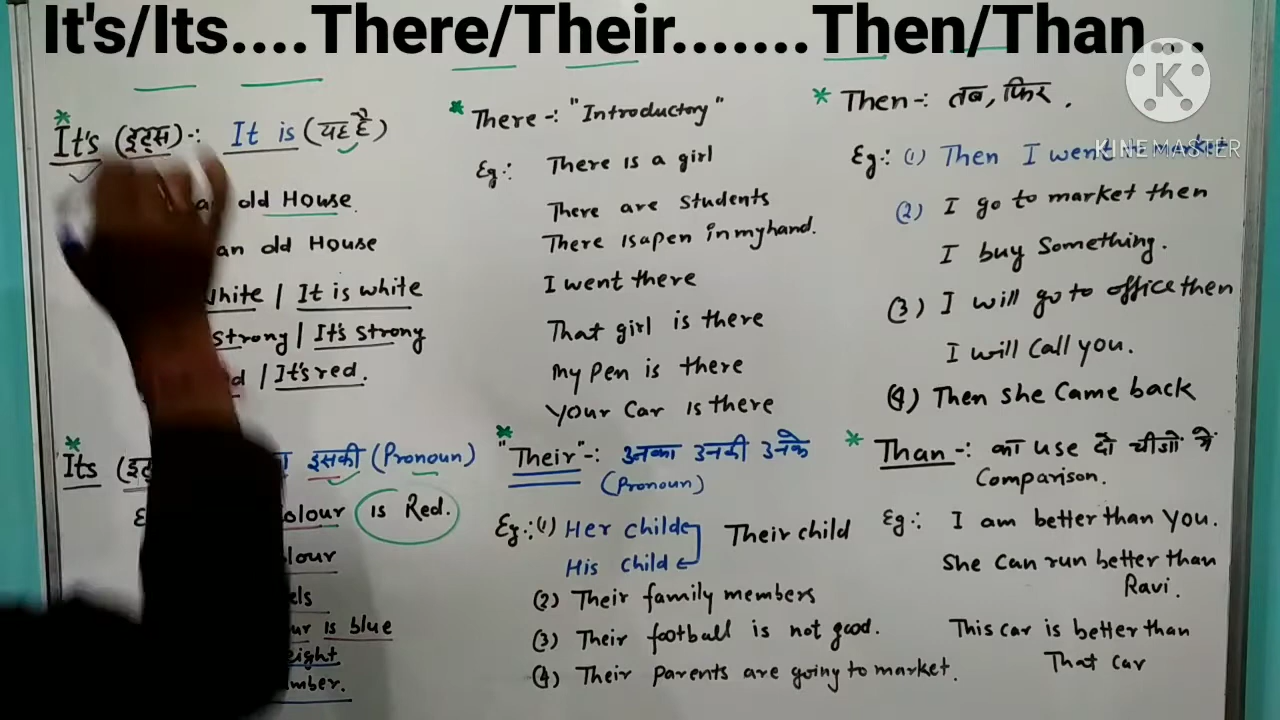 It's/Its....There/Their.......Then/Than...
KINEMASTER
It's (इट्स) -: It is (यह है)
an old House.
an old House
white / It is white
Strong / It's Strong
/ It's red.
Its
इसकी (Pronoun)
colour is Red.
colour
is blue
There -: "Introductory"
Eg:- There is a girl
There are students
There is a pen in my hand.
I went there
That girl is there
My Pen is there
Your Car is there
"Their" -: उनका उनकी उनके
(Pronoun)
Eg:- (1) Her childe Their child
His child
(2) Their family members
(3) Their football is not good.
(4) Their parents are going to market.
Then -: तब, फिर.
Eg:- (1) Then I went to market
(2) I go to market then
I buy Something.
(3) I will go to office then
I will call you.
(4) Then she came back
Than -: का use दो चीजो में
Comparison.
Eg:- I am better than you.
She can run better than
Ravi.
This car is better than
That car